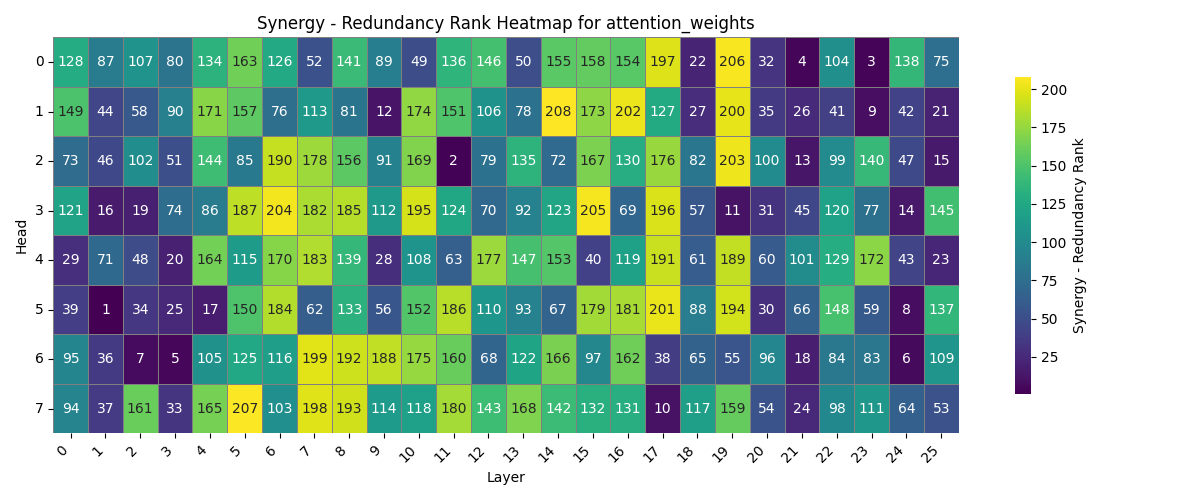 Synergy - Redundancy Rank Heatmap for attention_weights
0 128 87 107 80 134 163 126 52 141 89 49 136 146 50 155 158 154 197 22 206 32 4 104 3 138 75
1 149 44 58 90 171 157 76 113 81 12 174 151 106 78 208 173 202 127 27 200 35 26 41 9 42 21
2 73 46 102 51 144 85 190 178 156 91 169 2 79 135 72 167 130 176 82 203 100 13 99 140 47 15
3 121 16 19 74 86 187 204 182 185 112 195 124 70 92 123 205 69 196 57 11 31 45 120 77 14 145
4 29 71 48 20 164 115 170 183 139 28 108 63 177 147 153 40 119 191 61 189 60 101 129 172 43 23
5 39 1 34 25 17 150 184 62 133 56 152 186 110 93 67 179 181 201 88 194 30 66 148 59 8 137
6 95 36 7 5 105 125 116 199 192 188 175 160 68 122 166 97 162 38 65 55 96 18 84 83 6 109
7 94 37 161 33 165 207 103 198 193 114 118 180 143 168 142 132 131 10 117 159 54 24 98 111 64 53
0 1 2 3 4 5 6 7 8 9 10 11 12 13 14 15 16 17 18 19 20 21 22 23 24 25
Layer
Head
200
175
150
125
100
75
50
25
Synergy - Redundancy Rank